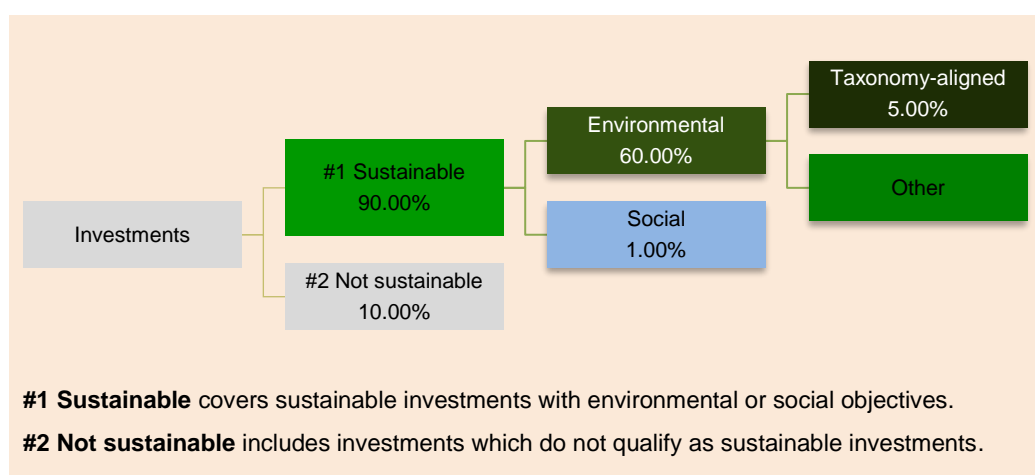 Investments
#1 Sustainable
90.00%
#2 Not sustainable
10.00%
Environmental
60.00%
Social
1.00%
Taxonomy-aligned
5.00%
Other
#1 Sustainable covers sustainable investments with environmental or social objectives.
#2 Not sustainable includes investments which do not qualify as sustainable investments.